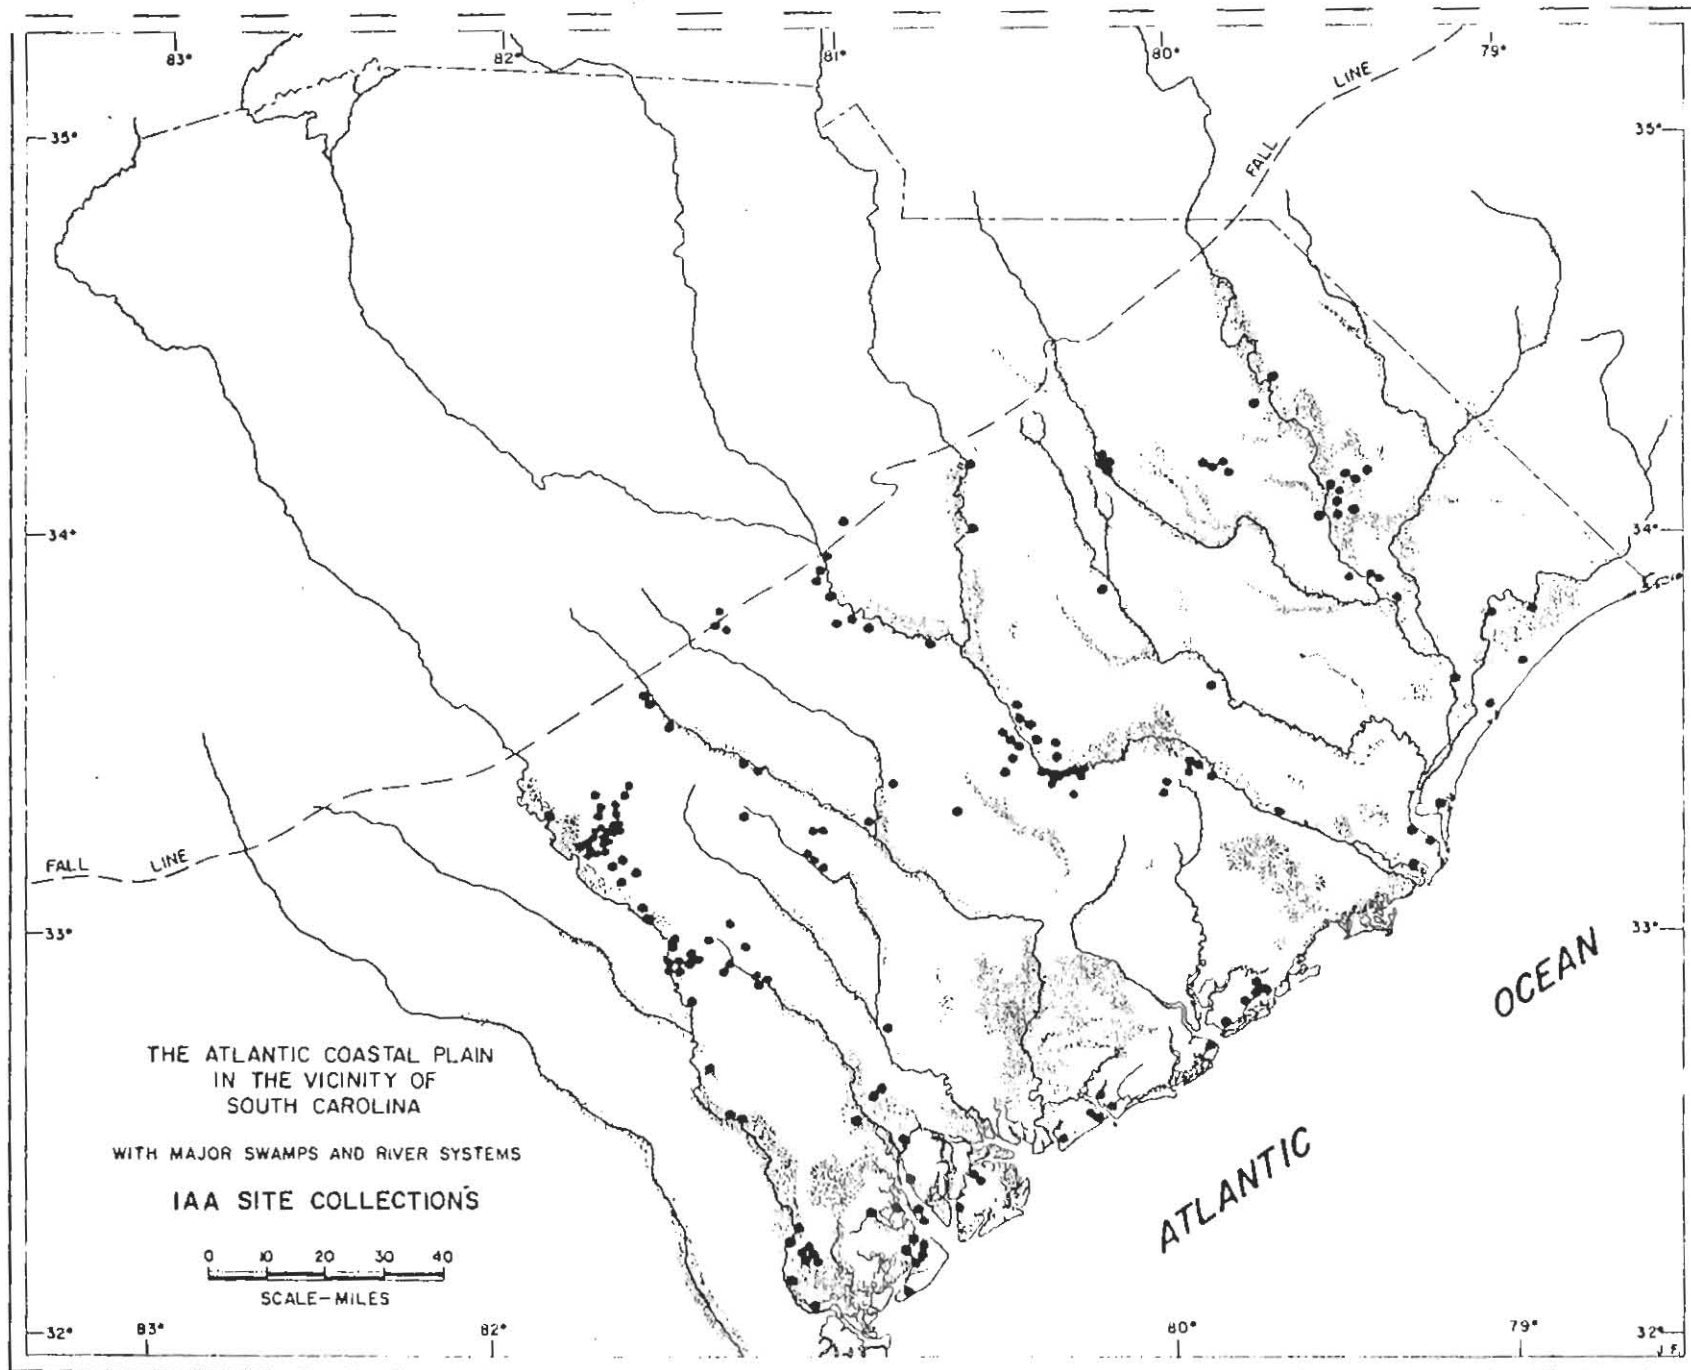 83°
82°
81°
80°
79°
LINE
FALL
35°
35°
34°
34°
FALL LINE
33°
33°
OCEAN
ATLANTIC
THE ATLANTIC COASTAL PLAIN
IN THE VICINITY OF
SOUTH CAROLINA
WITH MAJOR SWAMPS AND RIVER SYSTEMS
IAA SITE COLLECTIONS
0 10 20 30 40
SCALE-MILES
32°
32°
83°
82°
80°
79°
J.F.